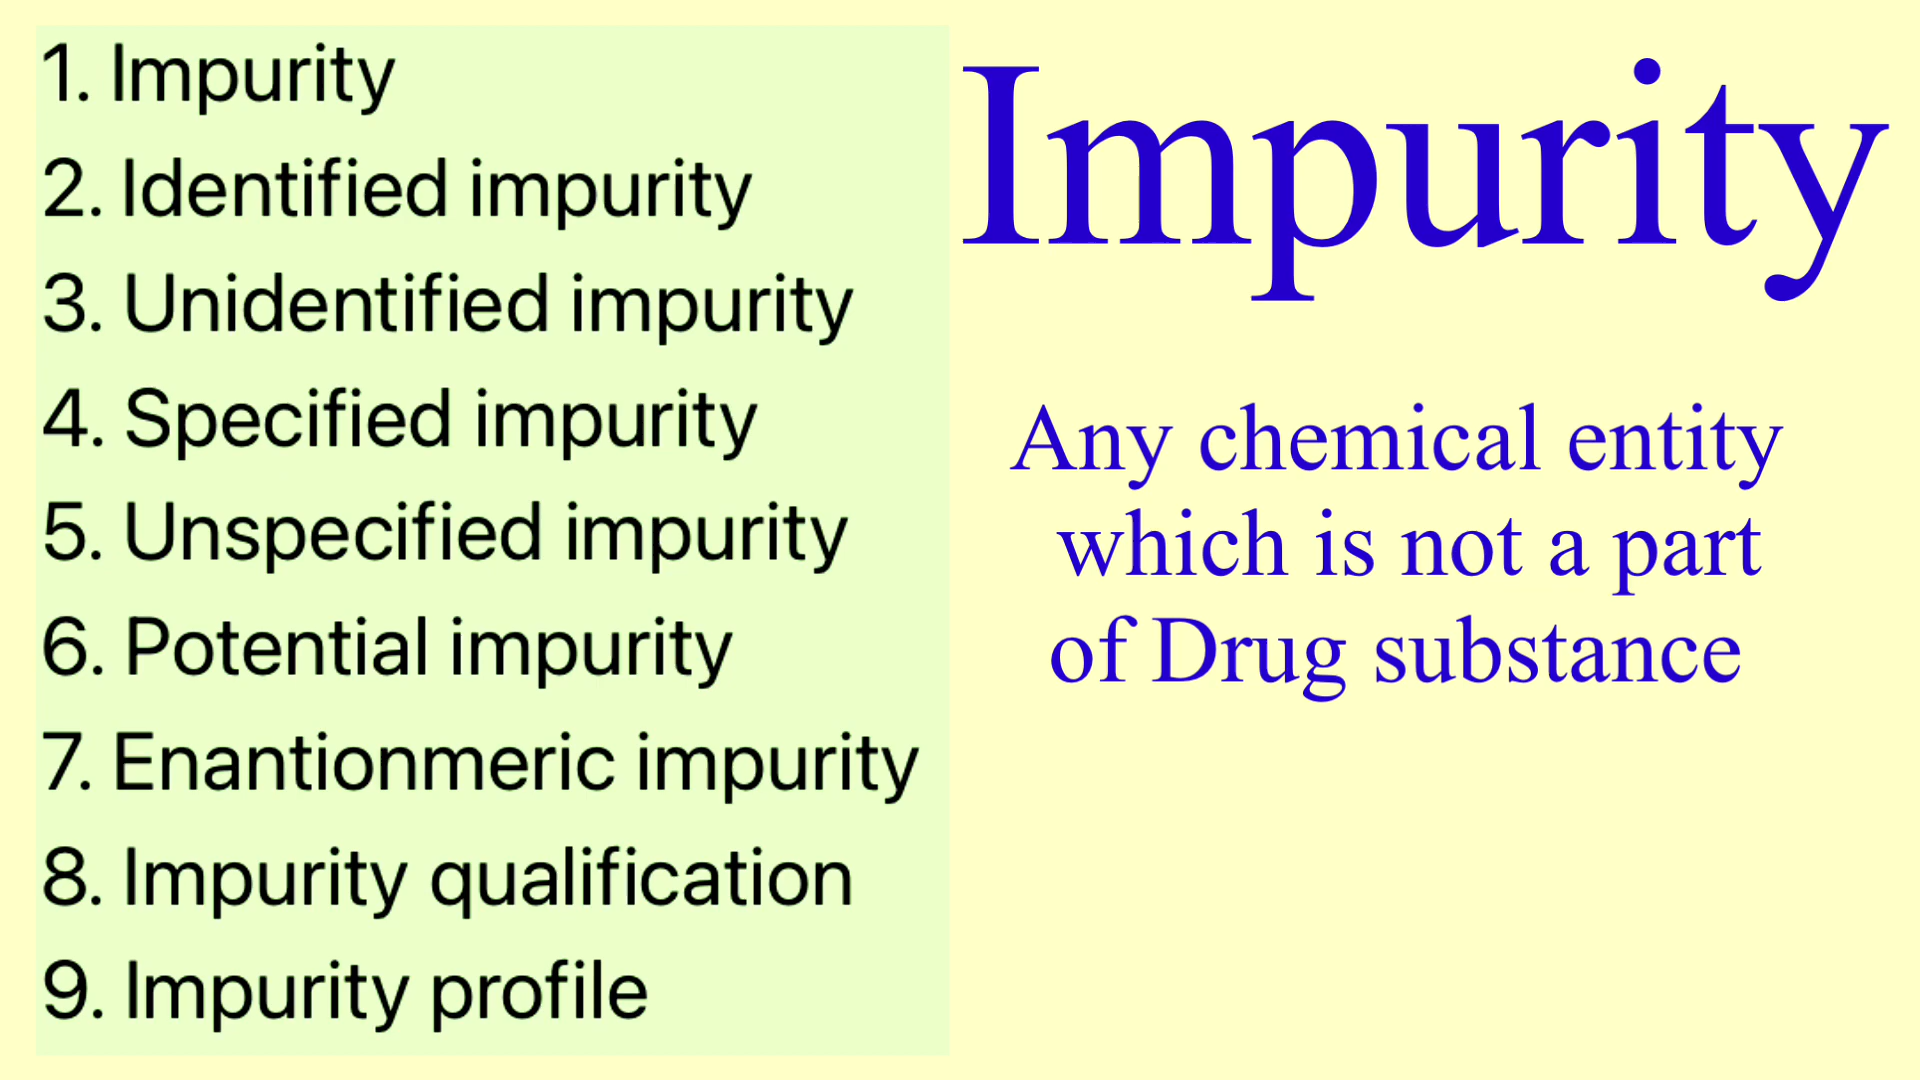 1. Impurity
2. Identified impurity
3. Unidentified impurity
4. Specified impurity
5. Unspecified impurity
6. Potential impurity
7. Enantionmeric impurity
8. Impurity qualification
9. Impurity profile
Impurity
Any chemical entity
which is not a part
of Drug substance